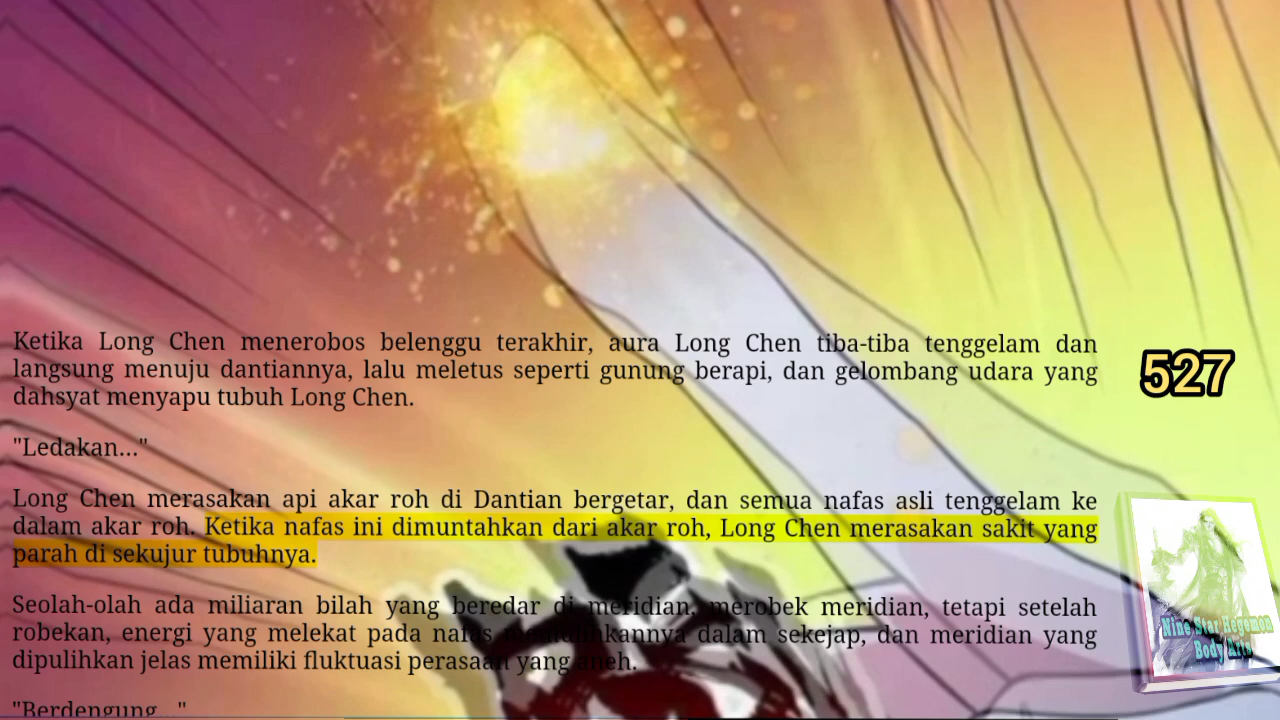 Ketika Long Chen menerobos belenggu terakhir, aura Long Chen tiba-tiba tenggelam dan
langsung menuju dantiannya, lalu meletus seperti gunung berapi, dan gelombang udara yang
dahsyat menyapu tubuh Long Chen.
"Ledakan..."
Long Chen merasakan api akar roh di Dantian bergetar, dan semua nafas asli tenggelam ke
dalam akar roh. Ketika nafas ini dimuntahkan dari akar roh, Long Chen merasakan sakit yang
parah di sekujur tubuhnya.
Seolah-olah ada miliaran bilah yang beredar di meridian, merobek meridian, tetapi setelah
robekan, energi yang melekat pada nafas memulihkannya dalam sekejap, dan meridian yang
dipulihkan jelas memiliki fluktuasi perasaan yang aneh.
"Berdengung..."
527
Nine Star Hegemon
Body Arts